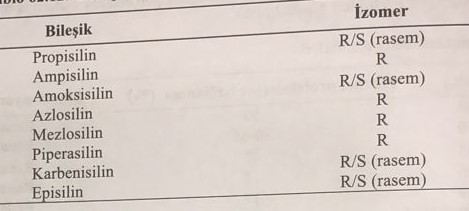 Bileşik İzomer
Propisilin R/S (rasem)
Ampisilin R
Amoksisilin R/S (rasem)
Azlosilin R
Mezlosilin R
Piperasilin R
Karbenisilin R/S (rasem)
Episilin R/S (rasem)